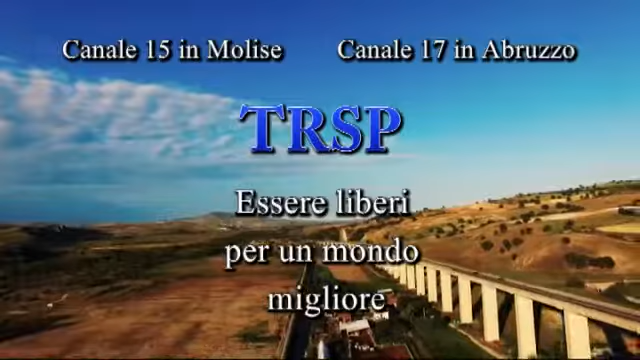 Canale 15 in Molise Canale 17 in Abruzzo
TRSP
Essere liberi
per un mondo
migliore